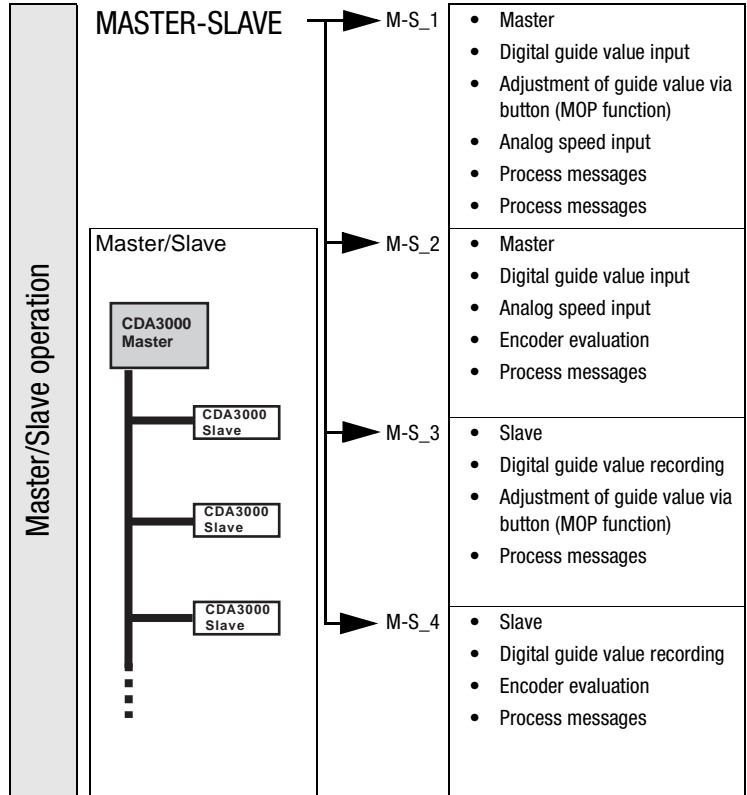 Master/Slave operation
MASTER-SLAVE
Master/Slave
CDA3000
Master
CDA3000
Slave
CDA3000
Slave
CDA3000
Slave
M-S_1
• Master
• Digital guide value input
• Adjustment of guide value via
button (MOP function)
• Analog speed input
• Process messages
• Process messages
M-S_2
• Master
• Digital guide value input
• Analog speed input
• Encoder evaluation
• Process messages
M-S_3
• Slave
• Digital guide value recording
• Adjustment of guide value via
button (MOP function)
• Process messages
M-S_4
• Slave
• Digital guide value recording
• Encoder evaluation
• Process messages